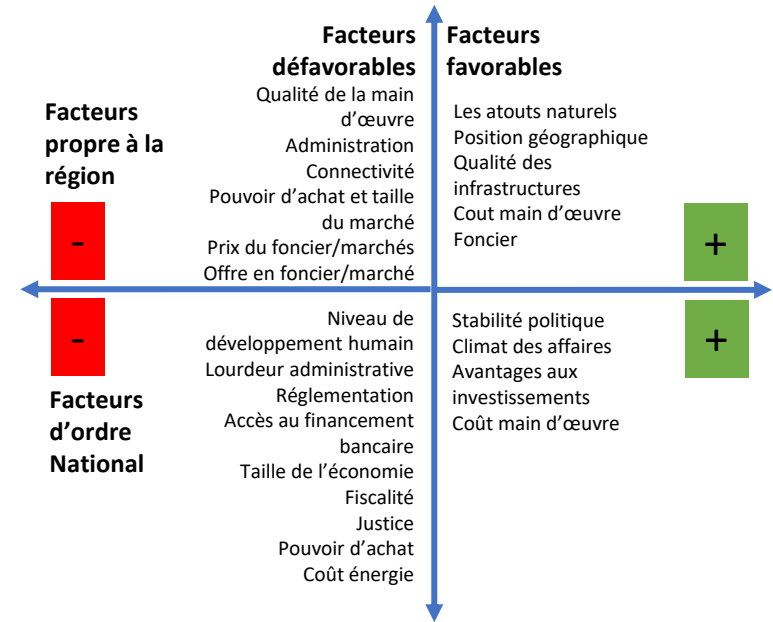 Facteurs
défavorables
Facteurs
favorables
Facteurs
propre à la
région
-
Qualité de la main
d'œuvre
Administration
Connectivité
Pouvoir d'achat et taille
du marché
Prix du foncier/marchés
Offre en foncier/marché
Les atouts naturels
Position géographique
Qualité des
infrastructures
Cout main d'œuvre
Foncier
+
-
Facteurs
d'ordre
National
Niveau de
développement humain
Lourdeur administrative
Réglementation
Accès au financement
bancaire
Taille de l'économie
Fiscalité
Justice
Pouvoir d'achat
Coût énergie
Stabilité politique
Climat des affaires
Avantages aux
investissements
Coût main d'œuvre
+